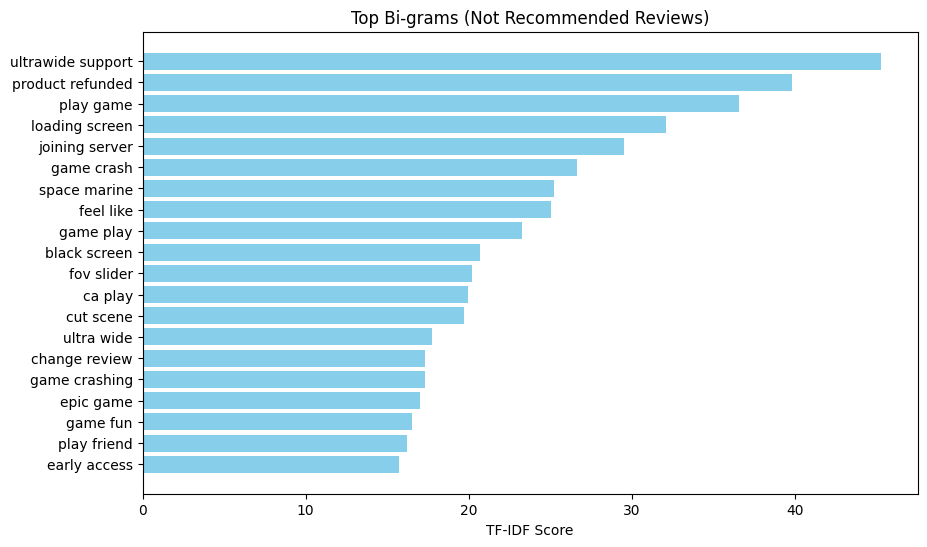 Top Bi-grams (Not Recommended Reviews)
ultrawide support
product refunded
play game
loading screen
joining server
game crash
space marine
feel like
game play
black screen
fov slider
ca play
cut scene
ultra wide
change review
game crashing
epic game
game fun
play friend
early access
0 10 20 30 40
TF-IDF Score